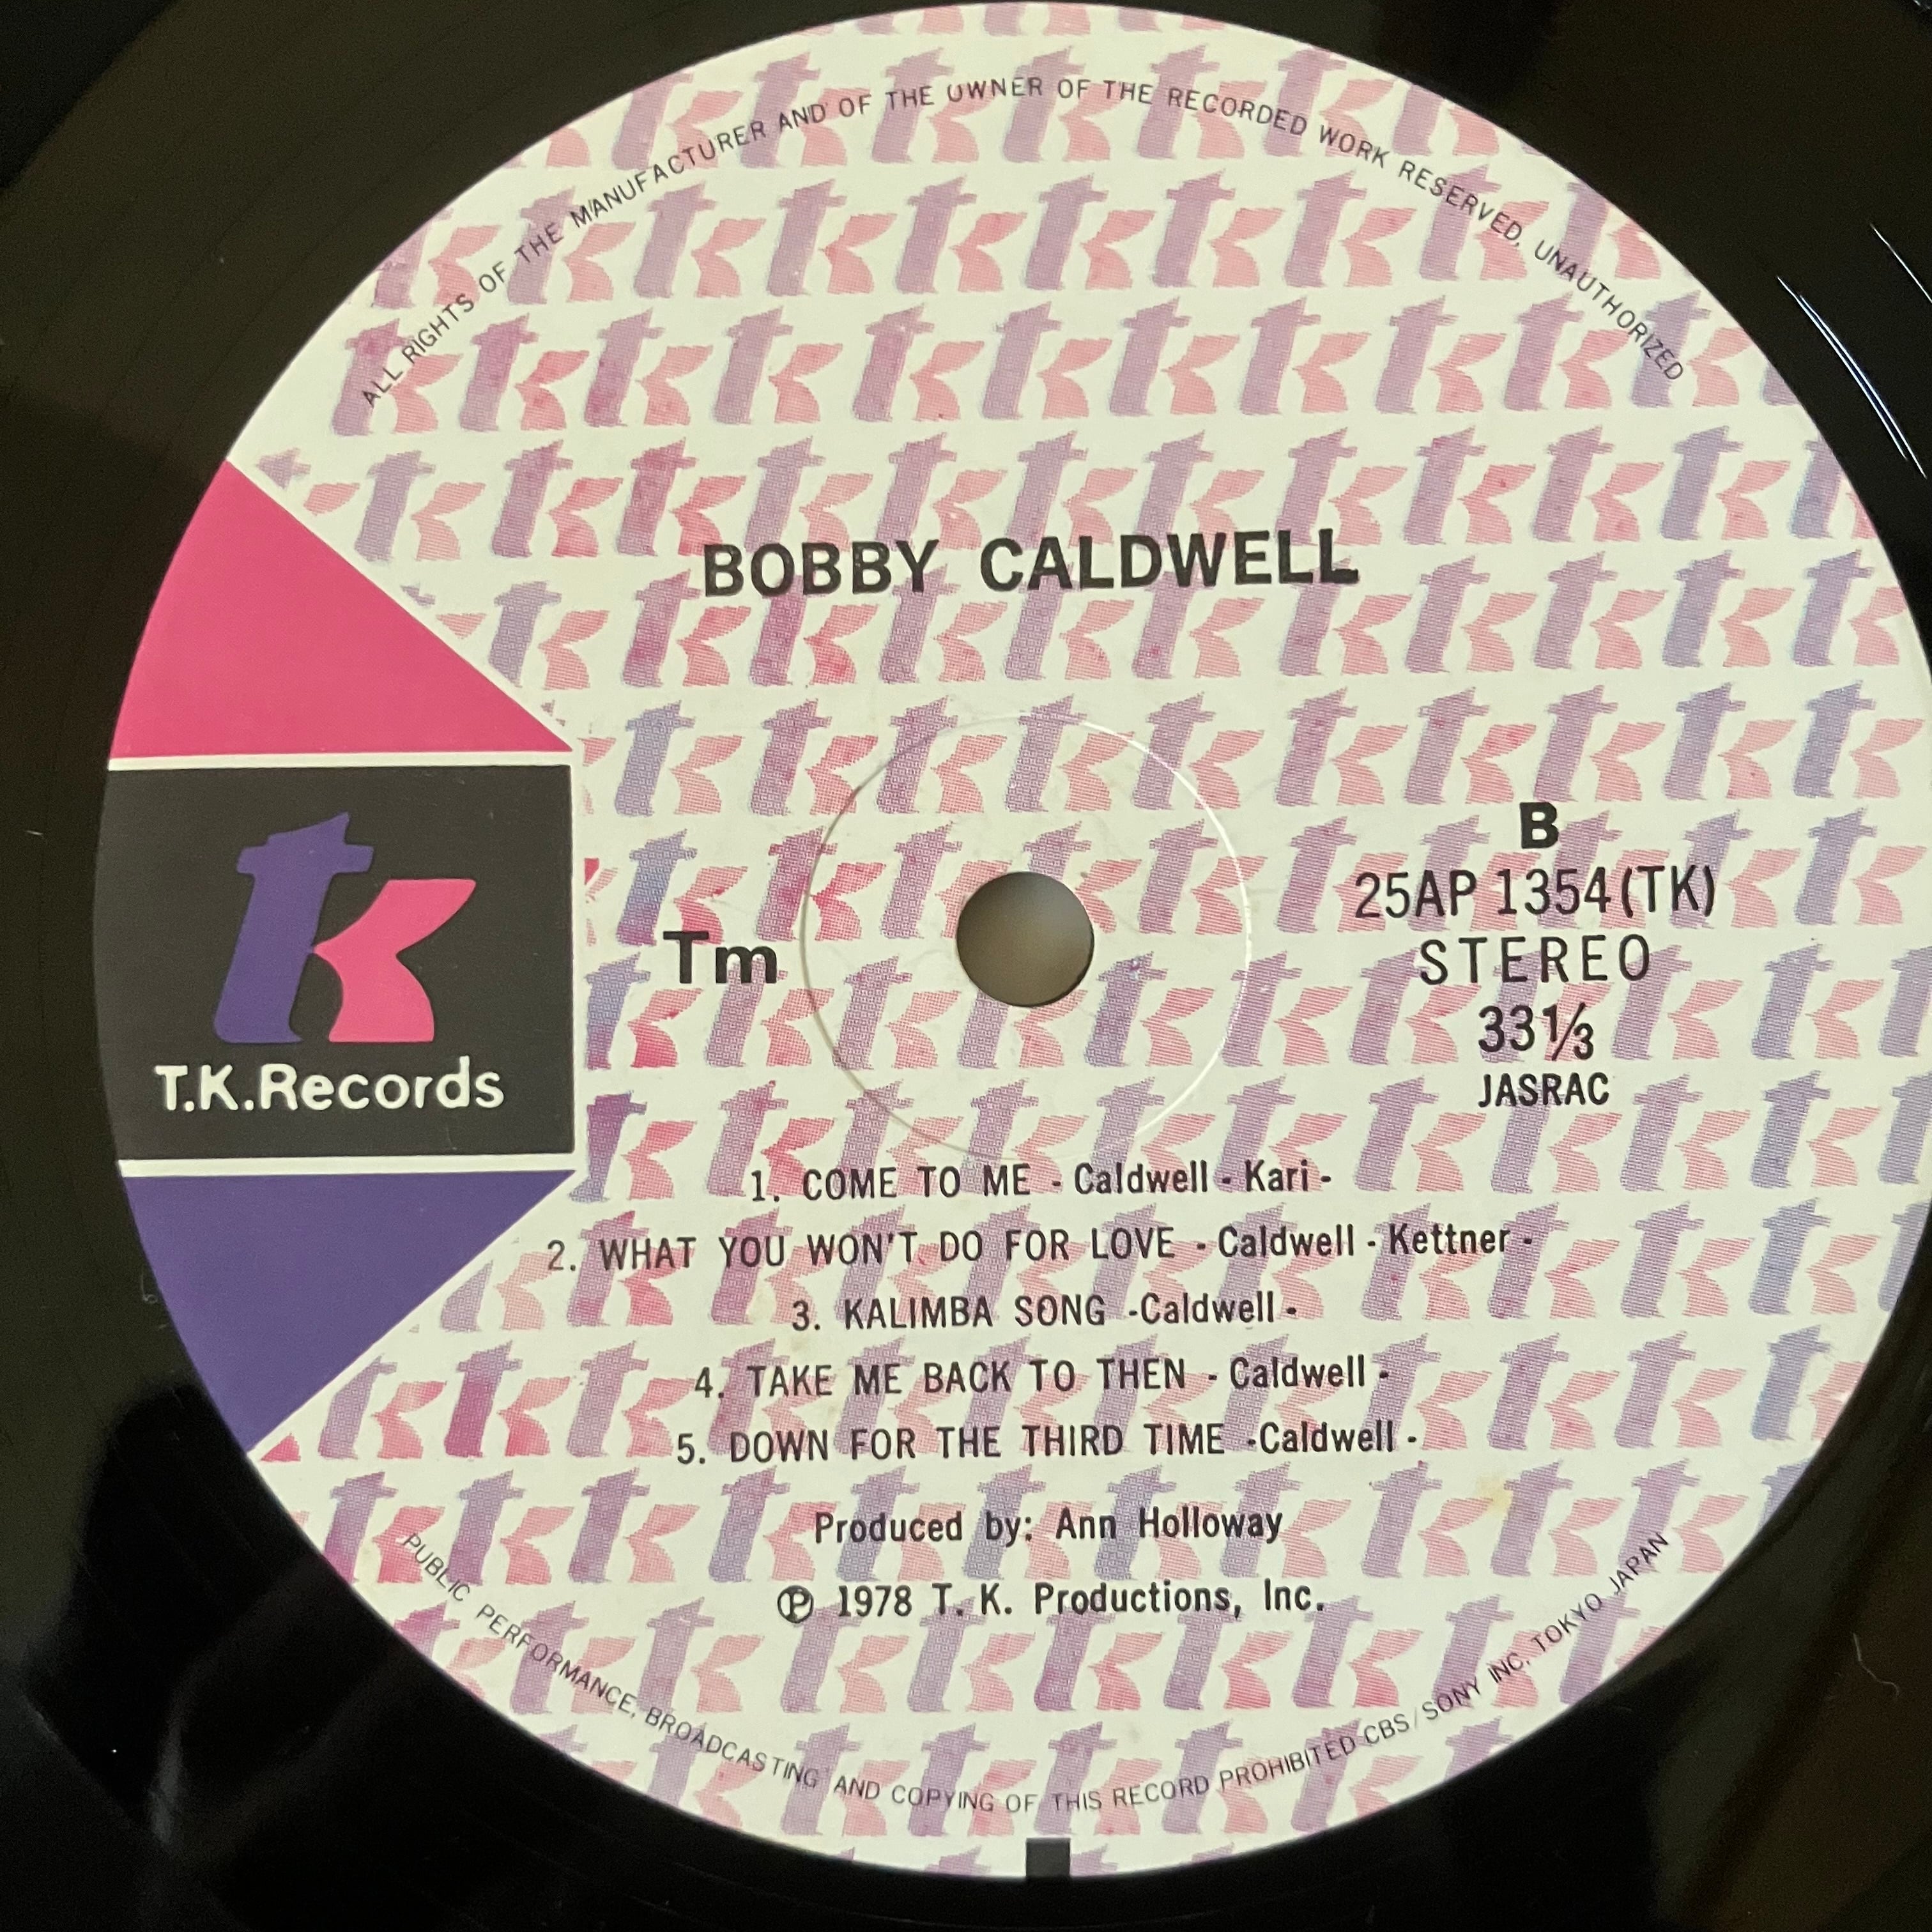 ALL RIGHTS OF THE MANUFACTURER AND OF THE OWNER OF THE RECORDED WORK RESERVED, UNAUTHORIZED
BOBBY CALDWELL
tk
T.K.Records
Tm
B
25AP 1354(TK)
STEREO
33⅓
JASRAC
1. COME TO ME - Caldwell - Kari -
2. WHAT YOU WON'T DO FOR LOVE - Caldwell - Kettner -
3. KALIMBA SONG -Caldwell -
4. TAKE ME BACK TO THEN - Caldwell -
5. DOWN FOR THE THIRD TIME -Caldwell -
Produced by: Ann Holloway
℗ 1978 T. K. Productions, Inc.
PUBLIC PERFORMANCE, BROADCASTING AND COPYING OF THIS RECORD PROHIBITED-CBS/SONY INC. TOKYO JAPAN